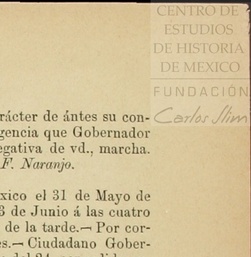 CENTRO DE
ESTUDIOS
DE HISTORIA
DE MEXICO
FUNDACIÓN
Carlos Slim
rácter de ántes su con-
gencia que Gobernador
egativa de vd., marcha.
F. Naranjo.
xico el 31 de Mayo de
3 de Junio á las cuatro
de la tarde.—Por cor-
es.—Ciudadano Gober-